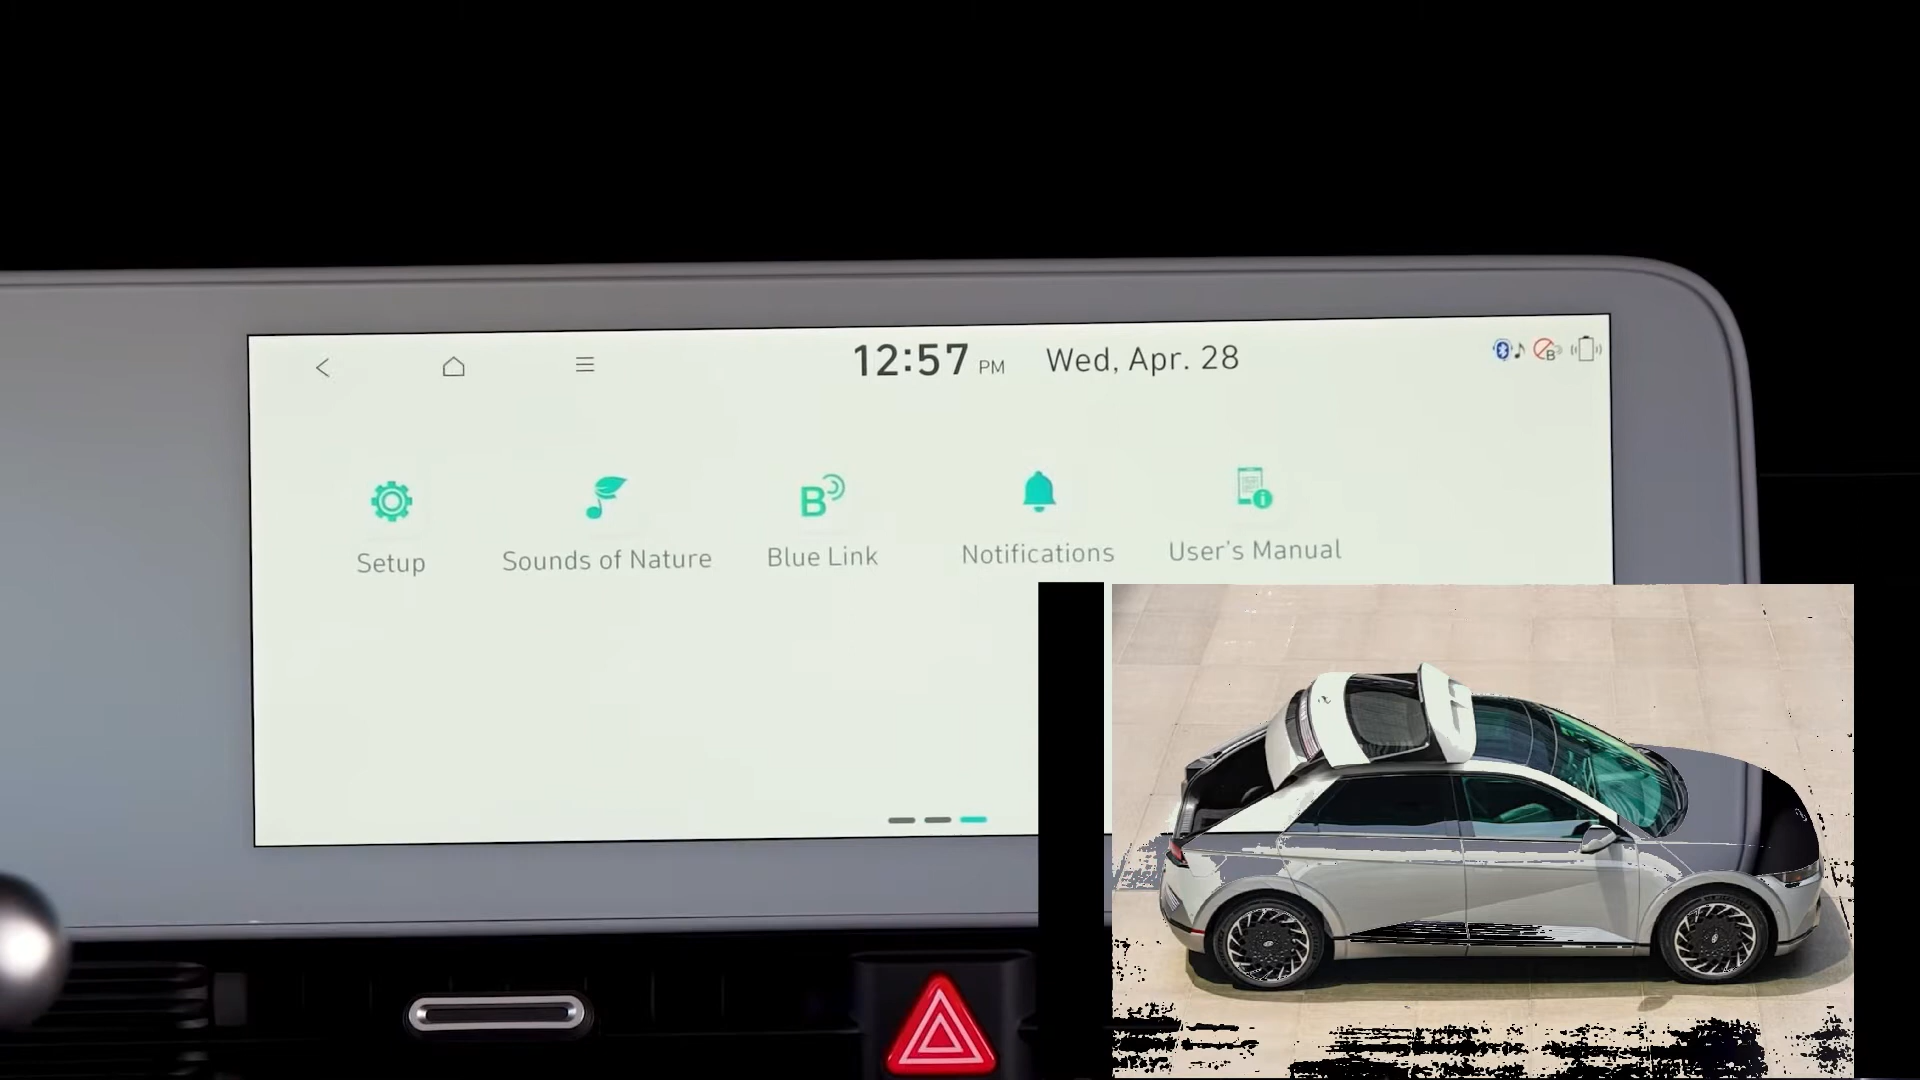 12:57 PM Wed, Apr. 28
Setup
Sounds of Nature
Blue Link
Notifications
User's Manual